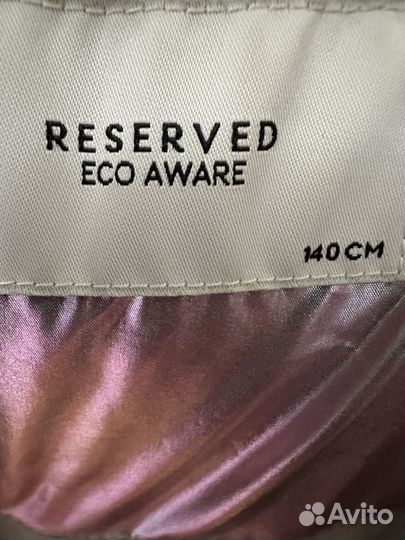 RESERVED
ECO AWARE
140 CM
Avito